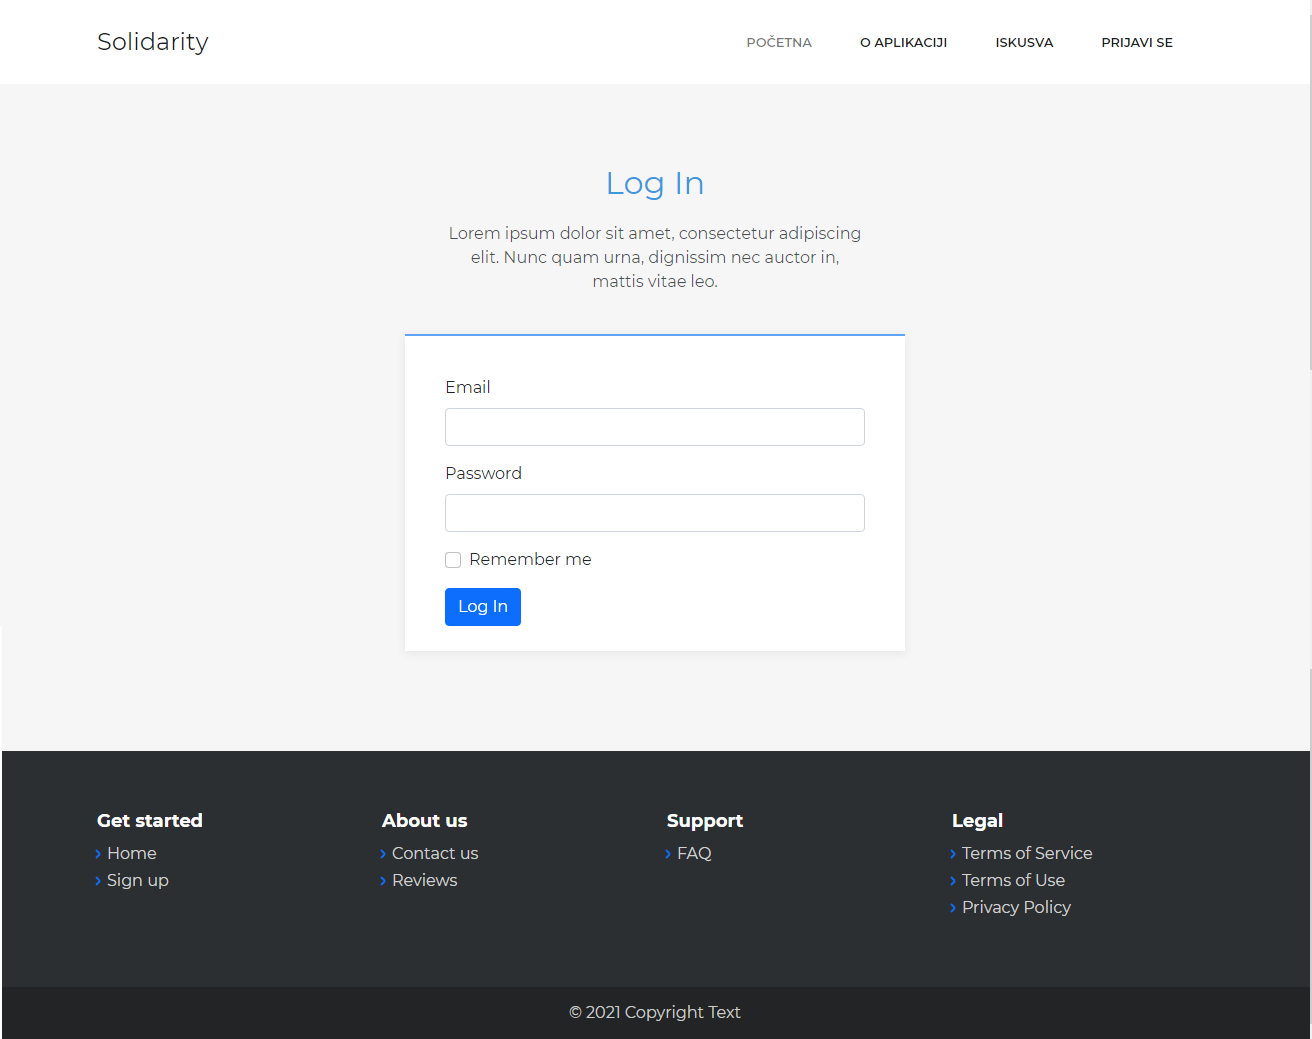 Solidarity
POČETNA
O APLIKACIJI
ISKUSVA
PRIJAVI SE
Log In
Lorem ipsum dolor sit amet, consectetur adipiscing
elit. Nunc quam urna, dignissim nec auctor in,
mattis vitae leo.
Email
Password
Remember me
Log In
Get started
Home
Sign up
About us
Contact us
Reviews
Support
FAQ
Legal
Terms of Service
Terms of Use
Privacy Policy
© 2021 Copyright Text